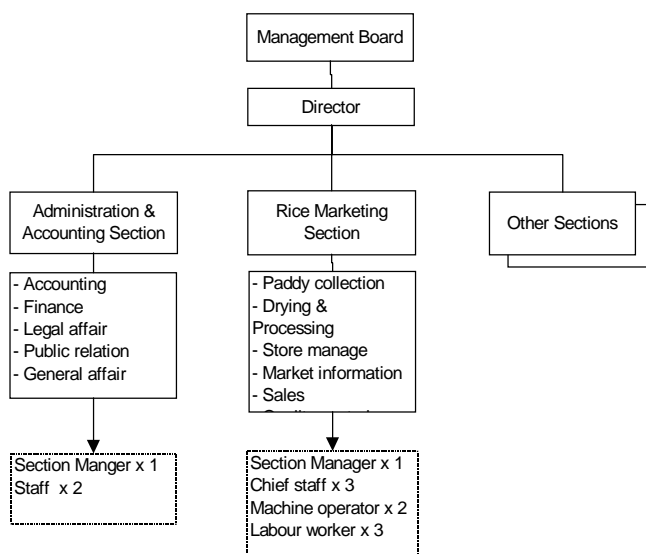 Management Board
Director
Administration &
Accounting Section
Rice Marketing
Section
Other Sections
- Accounting
- Finance
- Legal affair
- Public relation
- General affair
- Paddy collection
- Drying &
Processing
- Store manage
- Market information
- Sales
Section Manger x 1
Staff x 2
Section Manager x 1
Chief staff x 3
Machine operator x 2
Labour worker x 3